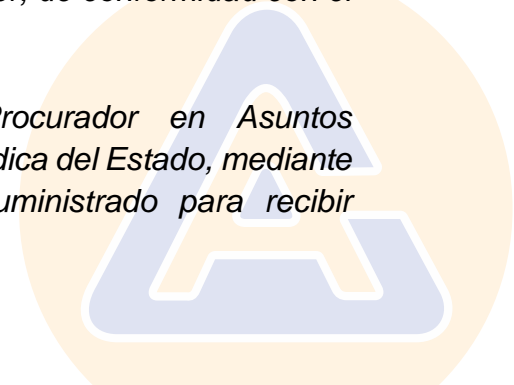 de conformidad con el
Procurador en Asuntos
dica del Estado, mediante
uministrado para recibir